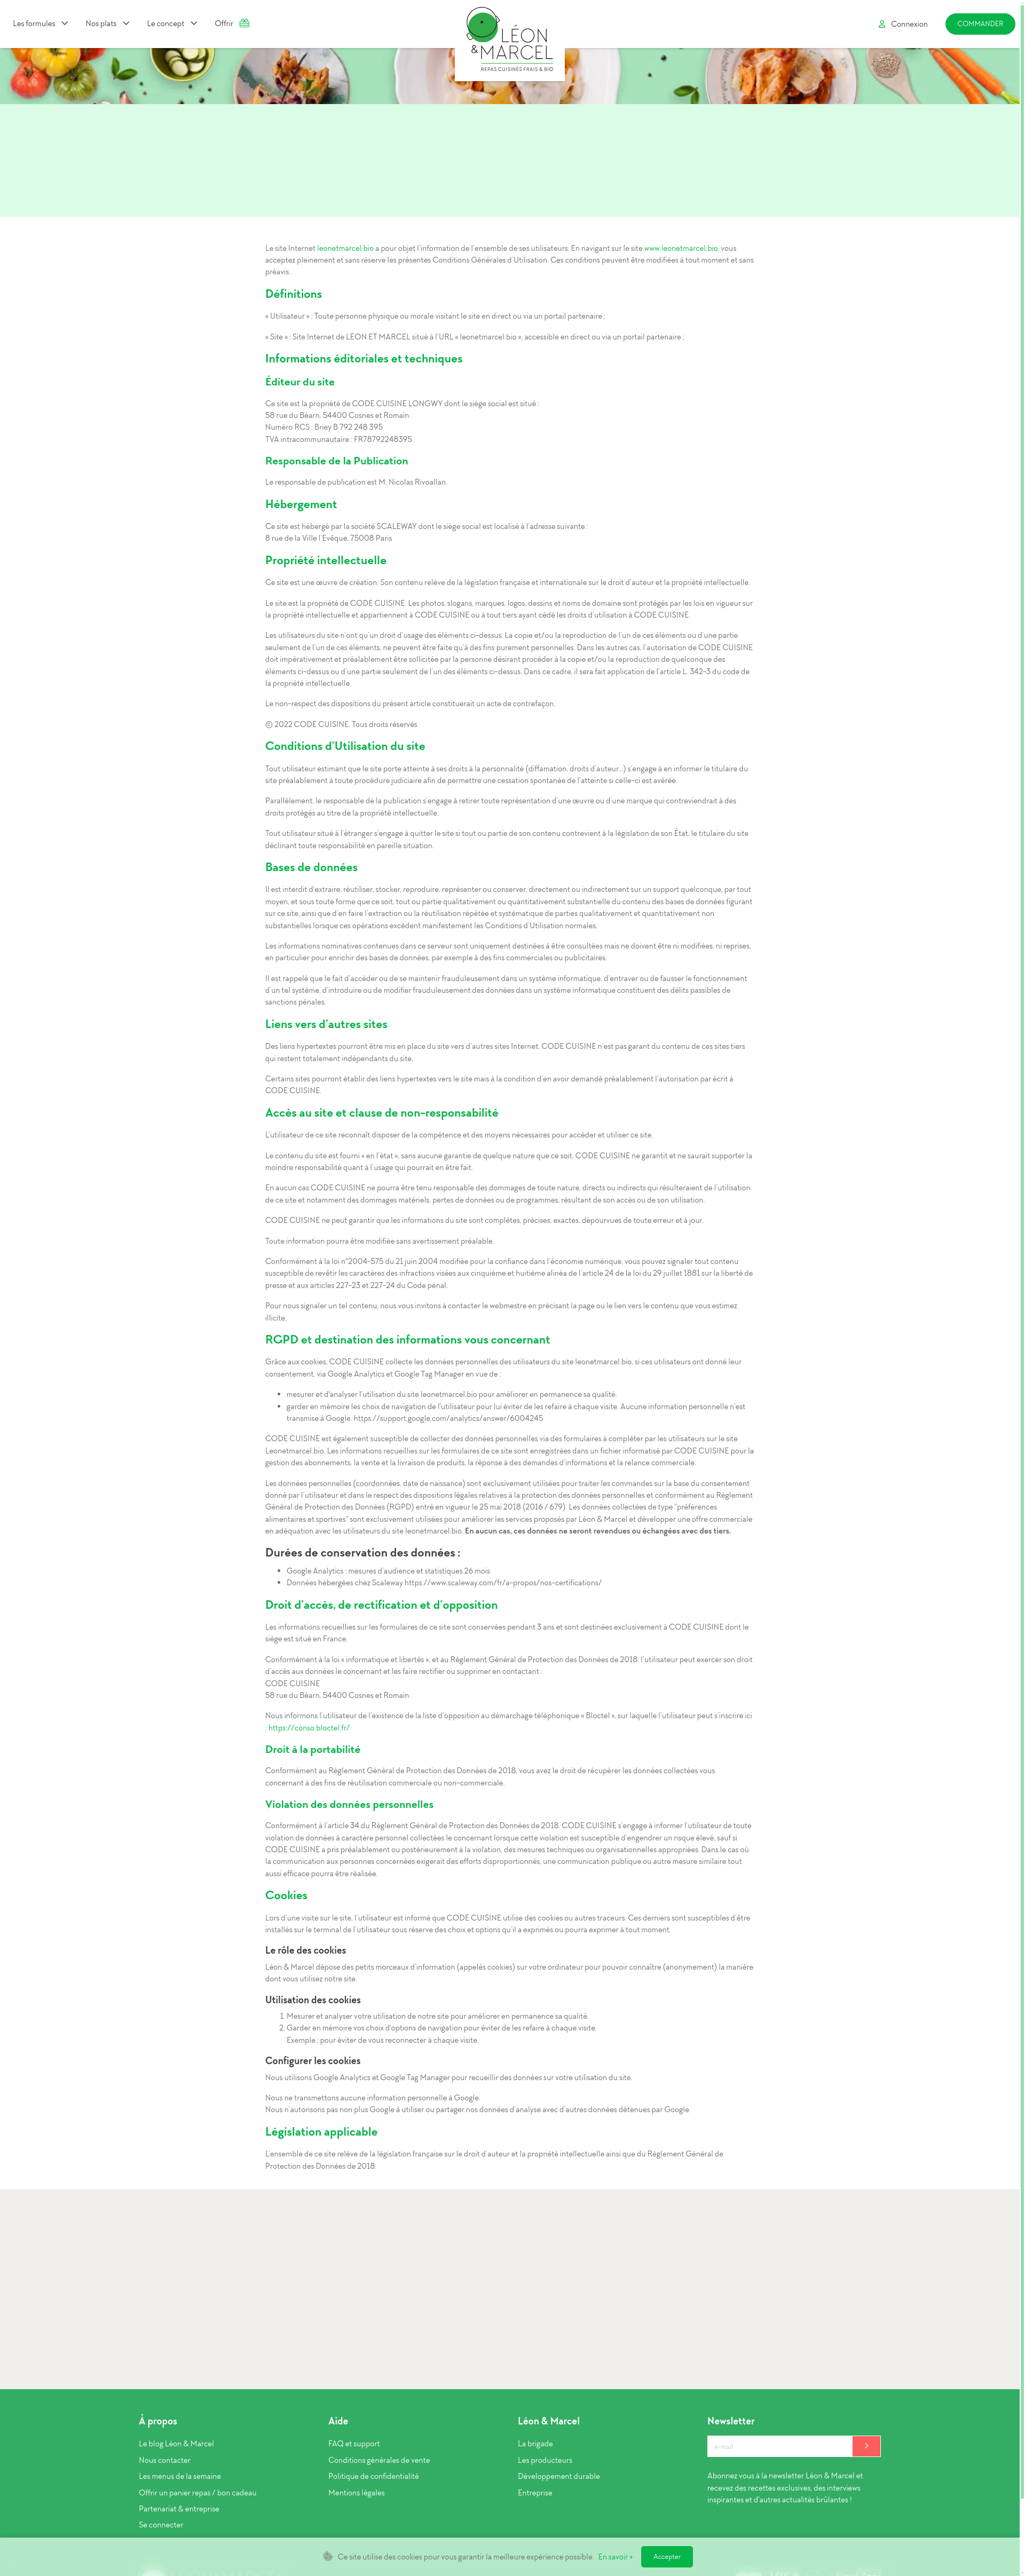 Les formules
Nos plats
Le concept
Offrir
LÉON
& MARCEL
REPAS CUISINÉS FRAIS & BIO
Connexion
COMMANDER
Le site Internet leonetmarcel.bio a pour objet l'information de l'ensemble de ses utilisateurs. En navigant sur le site www.leonetmarcel.bio, vous
acceptez pleinement et sans réserve les présentes Conditions Générales d'Utilisation. Ces conditions peuvent être modifiées à tout moment et sans
préavis.
Définitions
« Utilisateur » : Toute personne physique ou morale visitant le site en direct ou via un portail partenaire ;
« Site » : Site Internet de LEON ET MARCEL situé à l'URL « leonetmarcel.bio », accessible en direct ou via un portail partenaire ;
Informations éditoriales et techniques
Éditeur du site
Ce site est la propriété de CODE CUISINE LONGWY dont le siège social est situé :
58 rue du Béarn, 54400 Cosnes et Romain
Numéro RCS : Briey B 792 248 395
TVA intracommunautaire : FR78792248395
Responsable de la Publication
Le responsable de publication est M. Nicolas Rivoallan.
Hébergement
Ce site est hébergé par la société SCALEWAY dont le siège social est localisé à l'adresse suivante :
8 rue de la Ville l'Evêque, 75008 Paris
Propriété intellectuelle
Ce site est une œuvre de création. Son contenu relève de la législation française et internationale sur le droit d'auteur et la propriété intellectuelle.
Le site est la propriété de CODE CUISINE. Les photos, slogans, marques, logos, dessins et noms de domaine sont protégés par les lois en vigueur sur
la propriété intellectuelle et appartiennent à CODE CUISINE ou à tout tiers ayant cédé les droits d'utilisation à CODE CUISINE.
Les utilisateurs du site n'ont qu'un droit d'usage des éléments ci-dessus. La copie et/ou la reproduction de l'un de ces éléments ou d'une partie
seulement de l'un de ces éléments, ne peuvent être faite qu'à des fins purement personnelles. Dans les autres cas, l'autorisation de CODE CUISINE
doit impérativement et préalablement être sollicitée par la personne désirant procéder à la copie et/ou la reproduction de quelconque des
éléments ci-dessus ou d'une partie seulement de l'un des éléments ci-dessus. Dans ce cadre, il sera fait application de l'article L. 342-3 du code de
la propriété intellectuelle.
Le non-respect des dispositions du présent article constituerait un acte de contrefaçon.
© 2022 CODE CUISINE. Tous droits réservés
Conditions d'Utilisation du site
Tout utilisateur estimant que le site porte atteinte à ses droits à la personnalité (diffamation, droits d'auteur...) s'engage à en informer le titulaire du
site préalablement à toute procédure judiciaire afin de permettre une cessation spontanée de l'atteinte si celle-ci est avérée.
Parallèlement, le responsable de la publication s'engage à retirer toute représentation d'une œuvre ou d'une marque qui contreviendrait à des
droits protégés au titre de la propriété intellectuelle.
Tout utilisateur situé à l'étranger s'engage à quitter le site si tout ou partie de son contenu contrevient à la législation de son État, le titulaire du site
déclinant toute responsabilité en pareille situation.
Bases de données
Il est interdit d'extraire, réutiliser, stocker, reproduire, représenter ou conserver, directement ou indirectement sur un support quelconque, par tout
moyen, et sous toute forme que ce soit, tout ou partie qualitativement ou quantitativement substantielle du contenu des bases de données figurant
sur ce site, ainsi que d'en faire l'extraction ou la réutilisation répétée et systématique de parties qualitativement et quantitativement non
substantielles lorsque ces opérations excèdent manifestement les Conditions d'Utilisation normales.
Les informations nominatives contenues dans ce serveur sont uniquement destinées à être consultées mais ne doivent être ni modifiées, ni reprises,
en particulier pour enrichir des bases de données, par exemple à des fins commerciales ou publicitaires.
Il est rappelé que le fait d'accéder ou de se maintenir frauduleusement dans un système informatique, d'entraver ou de fausser le fonctionnement
d'un tel système, d'introduire ou de modifier frauduleusement des données dans un système informatique constituent des délits passibles de
sanctions pénales.
Liens vers d'autres sites
Des liens hypertextes pourront être mis en place du site vers d'autres sites Internet. CODE CUISINE n'est pas garant du contenu de ces sites tiers
qui restent totalement indépendants du site.
Certains sites pourront établir des liens hypertextes vers le site mais à la condition d'en avoir demandé préalablement l'autorisation par écrit à
CODE CUISINE.
Accès au site et clause de non-responsabilité
L'utilisateur de ce site reconnaît disposer de la compétence et des moyens nécessaires pour accéder et utiliser ce site.
Le contenu du site est fourni « en l'état », sans aucune garantie de quelque nature que ce soit. CODE CUISINE ne garantit et ne saurait supporter la
moindre responsabilité quant à l'usage qui pourrait en être fait.
En aucun cas CODE CUISINE ne pourra être tenu responsable des dommages de toute nature, directs ou indirects qui résulteraient de l'utilisation
de ce site et notamment des dommages matériels, pertes de données ou de programmes, résultant de son accès ou de son utilisation.
CODE CUISINE ne peut garantir que les informations du site sont complètes, précises, exactes, dépourvues de toute erreur et à jour.
Toute information pourra être modifiée sans avertissement préalable.
Conformément à la loi n°2004-575 du 21 juin 2004 modifiée pour la confiance dans l'économie numérique, vous pouvez signaler tout contenu
susceptible de revêtir les caractères des infractions visées aux cinquième et huitième alinéa de l'article 24 de la loi du 29 juillet 1881 sur la liberté de
presse et aux articles 227-23 et 227-24 du Code pénal.
Pour nous signaler un tel contenu, nous vous invitons à contacter le webmestre en précisant la page ou le lien vers le contenu que vous estimez
illicite.
RGPD et destination des informations vous concernant
Grâce aux cookies, CODE CUISINE collecte les données personnelles des utilisateurs du site leonetmarcel.bio, si ces utilisateurs ont donné leur
consentement, via Google Analytics et Google Tag Manager en vue de :
• mesurer et d'analyser l'utilisation du site leonetmarcel.bio pour améliorer en permanence sa qualité.
• garder en mémoire les choix de navigation de l'utilisateur pour lui éviter de les refaire à chaque visite. Aucune information personnelle n'est
transmise à Google. https://support.google.com/analytics/answer/6004245
CODE CUISINE est également susceptible de collecter des données personnelles via des formulaires à compléter par les utilisateurs sur le site
Leonetmarcel.bio. Les informations recueillies sur les formulaires de ce site sont enregistrées dans un fichier informatisé par CODE CUISINE pour la
gestion des abonnements, la vente et la livraison de produits, la réponse à des demandes d'informations et la relance commerciale.
Les données personnelles (coordonnées, date de naissance) sont exclusivement utilisées pour traiter les commandes sur la base du consentement
donné par l'utilisateur et dans le respect des dispositions légales relatives à la protection des données personnelles et conformément au Règlement
Général de Protection des Données (RGPD) entré en vigueur le 25 mai 2018 (2016 / 679). Les données collectées de type "préférences
alimentaires et sportives" sont exclusivement utilisées pour améliorer les services proposés par Léon & Marcel et développer une offre commerciale
en adéquation avec les utilisateurs du site leonetmarcel.bio. En aucun cas, ces données ne seront revendues ou échangées avec des tiers.
Durées de conservation des données :
• Google Analytics : mesures d'audience et statistiques 26 mois
• Données hébergées chez Scaleway https://www.scaleway.com/fr/a-propos/nos-certifications/
Droit d'accès, de rectification et d'opposition
Les informations recueillies sur les formulaires de ce site sont conservées pendant 3 ans et sont destinées exclusivement à CODE CUISINE dont le
siège est situé en France.
Conformément à la loi « informatique et libertés », et au Règlement Général de Protection des Données de 2018, l'utilisateur peut exercer son droit
d'accès aux données le concernant et les faire rectifier ou supprimer en contactant :
CODE CUISINE
58 rue du Béarn, 54400 Cosnes et Romain
Nous informons l'utilisateur de l'existence de la liste d'opposition au démarchage téléphonique « Bloctel », sur laquelle l'utilisateur peut s'inscrire ici
: https://conso.bloctel.fr/
Droit à la portabilité
Conformément au Règlement Général de Protection des Données de 2018, vous avez le droit de récupérer les données collectées vous
concernant à des fins de réutilisation commerciale ou non-commerciale.
Violation des données personnelles
Conformément à l'article 34 du Règlement Général de Protection des Données de 2018, CODE CUISINE s'engage à informer l'utilisateur de toute
violation de données à caractère personnel collectées le concernant lorsque cette violation est susceptible d'engendrer un risque élevé, sauf si
CODE CUISINE a pris préalablement ou postérieurement à la violation, des mesures techniques ou organisationnelles appropriées. Dans le cas où
la communication aux personnes concernées exigerait des efforts disproportionnés, une communication publique ou autre mesure similaire tout
aussi efficace pourra être réalisée.
Cookies
Lors d'une visite sur le site, l'utilisateur est informé que CODE CUISINE utilise des cookies ou autres traceurs. Ces derniers sont susceptibles d'être
installés sur le terminal de l'utilisateur sous réserve des choix et options qu'il a exprimés ou pourra exprimer à tout moment.
Le rôle des cookies
Léon & Marcel dépose des petits morceaux d'information (appelés cookies) sur votre ordinateur pour pouvoir connaître (anonymement) la manière
dont vous utilisez notre site.
Utilisation des cookies
1. Mesurer et analyser votre utilisation de notre site pour améliorer en permanence sa qualité.
2. Garder en mémoire vos choix d'options de navigation pour éviter de les refaire à chaque visite.
Exemple : pour éviter de vous reconnecter à chaque visite.
Configurer les cookies
Nous utilisons Google Analytics et Google Tag Manager pour recueillir des données sur votre utilisation du site.
Nous ne transmettons aucune information personnelle à Google.
Nous n'autorisons pas non plus Google à utiliser ou partager nos données d'analyse avec d'autres données détenues par Google.
Législation applicable
L'ensemble de ce site relève de la législation française sur le droit d'auteur et la propriété intellectuelle ainsi que du Règlement Général de
Protection des Données de 2018.
À propos
Le blog Léon & Marcel
Nous contacter
Les menus de la semaine
Offrir un panier repas / bon cadeau
Partenariat & entreprise
Se connecter
Aide
FAQ et support
Conditions générales de vente
Politique de confidentialité
Mentions légales
Léon & Marcel
La brigade
Les producteurs
Développement durable
Entreprise
Newsletter
e-mail
Abonnez vous à la newsletter Léon & Marcel et
recevez des recettes exclusives, des interviews
inspirantes et d'autres actualités brûlantes !
Ce site utilise des cookies pour vous garantir la meilleure expérience possible. En savoir +
Accepter